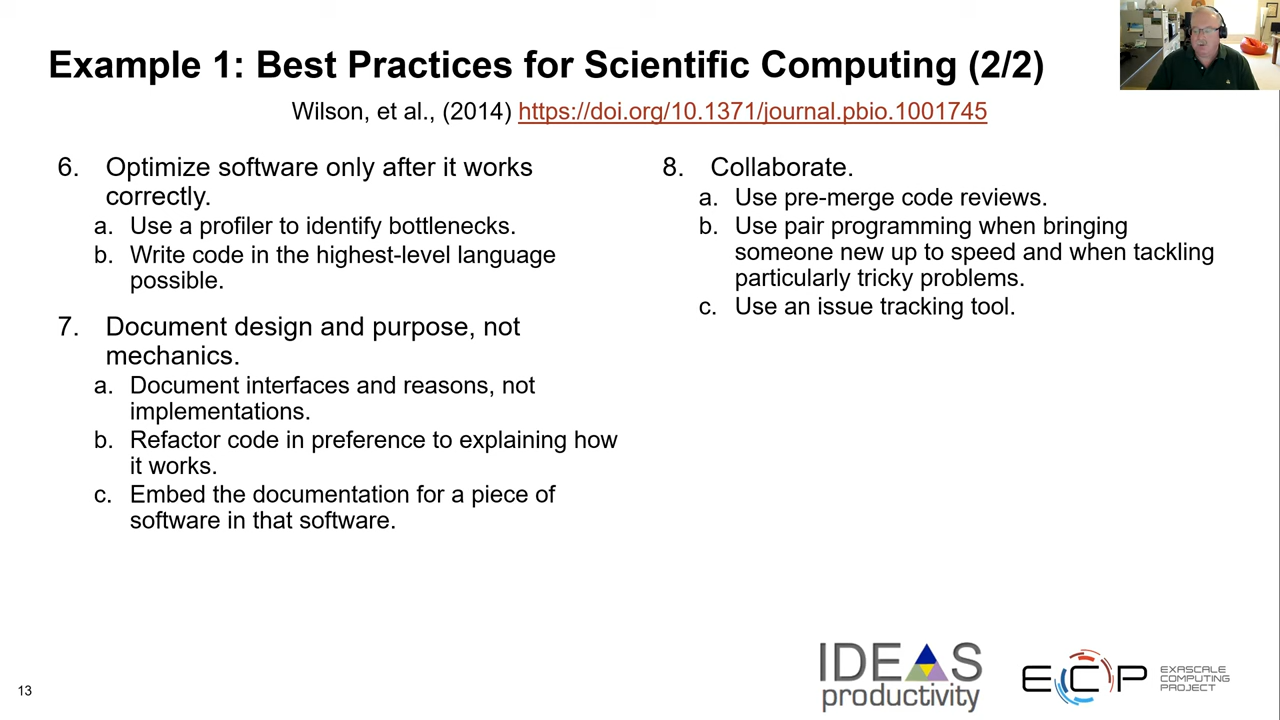 Example 1: Best Practices for Scientific Computing (2/2)
Wilson, et al., (2014) https://doi.org/10.1371/journal.pbio.1001745
6. Optimize software only after it works
correctly.
a. Use a profiler to identify bottlenecks.
b. Write code in the highest-level language
possible.
7. Document design and purpose, not
mechanics.
a. Document interfaces and reasons, not
implementations.
b. Refactor code in preference to explaining how
it works.
c. Embed the documentation for a piece of
software in that software.
8. Collaborate.
a. Use pre-merge code reviews.
b. Use pair programming when bringing
someone new up to speed and when tackling
particularly tricky problems.
c. Use an issue tracking tool.
13
IDEAS
productivity
ECP
EXASCALE
COMPUTING
PROJECT